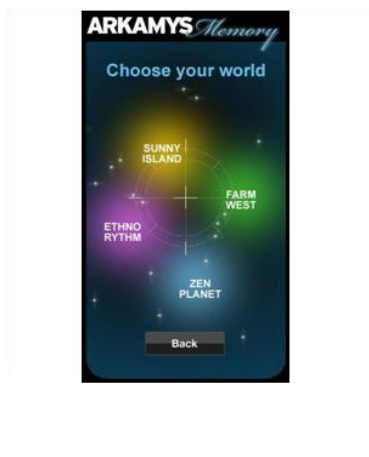 ARKAMYS Memory
Choose your world
SUNNY
ISLAND
FARM
WEST
ETHNO
RYTHM
ZEN
PLANET
Back